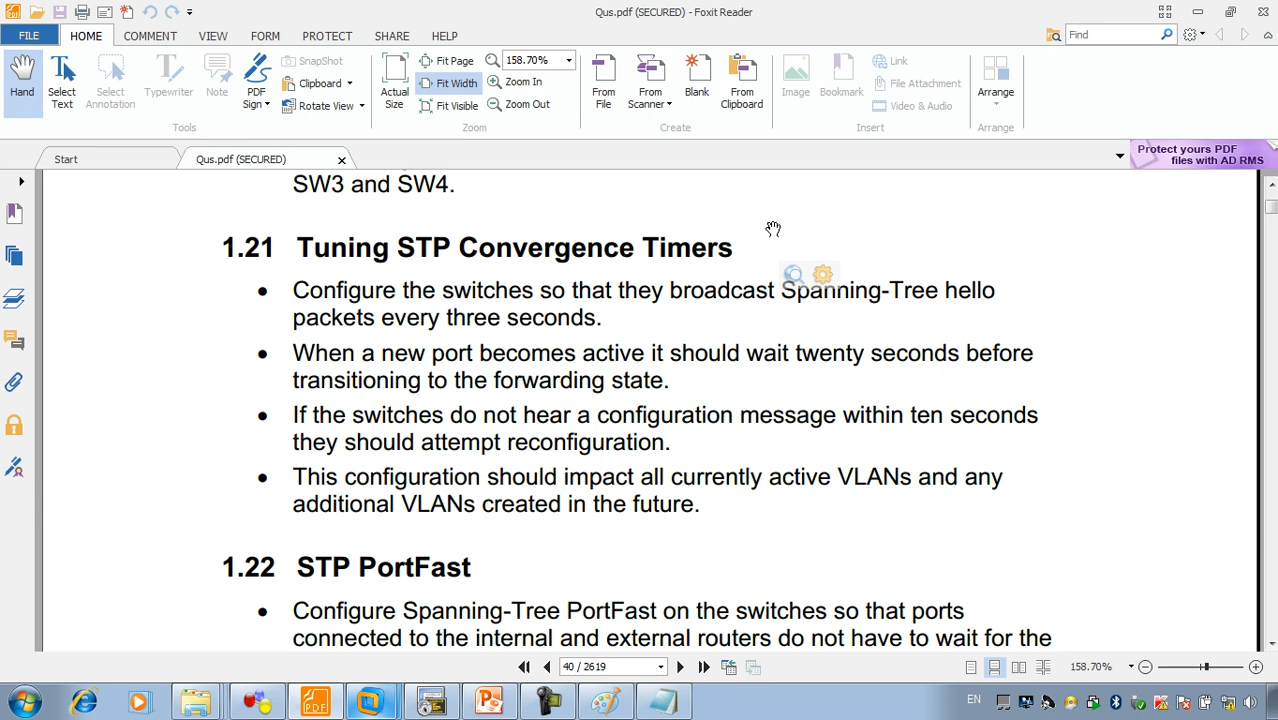 Qus.pdf (SECURED) - Foxit Reader
FILE HOME COMMENT VIEW FORM PROTECT SHARE HELP
Find
Hand
Select Text
Select Annotation
Typewriter
Note
PDF Sign
SnapShot
Clipboard
Rotate View
Tools
Actual Size
Fit Page
Fit Width
Fit Visible
158.70%
Zoom In
Zoom Out
Zoom
From File
From Scanner
Blank
From Clipboard
Create
Image
Bookmark
Link
File Attachment
Video & Audio
Insert
Arrange
Arrange
Start
Qus.pdf (SECURED)
Protect yours PDF
files with AD RMS
SW3 and SW4.
1.21 Tuning STP Convergence Timers
• Configure the switches so that they broadcast Spanning-Tree hello
packets every three seconds.
• When a new port becomes active it should wait twenty seconds before
transitioning to the forwarding state.
• If the switches do not hear a configuration message within ten seconds
they should attempt reconfiguration.
• This configuration should impact all currently active VLANs and any
additional VLANs created in the future.
1.22 STP PortFast
• Configure Spanning-Tree PortFast on the switches so that ports
connected to the internal and external routers do not have to wait for the
40 / 2619
158.70%
PDF
EN